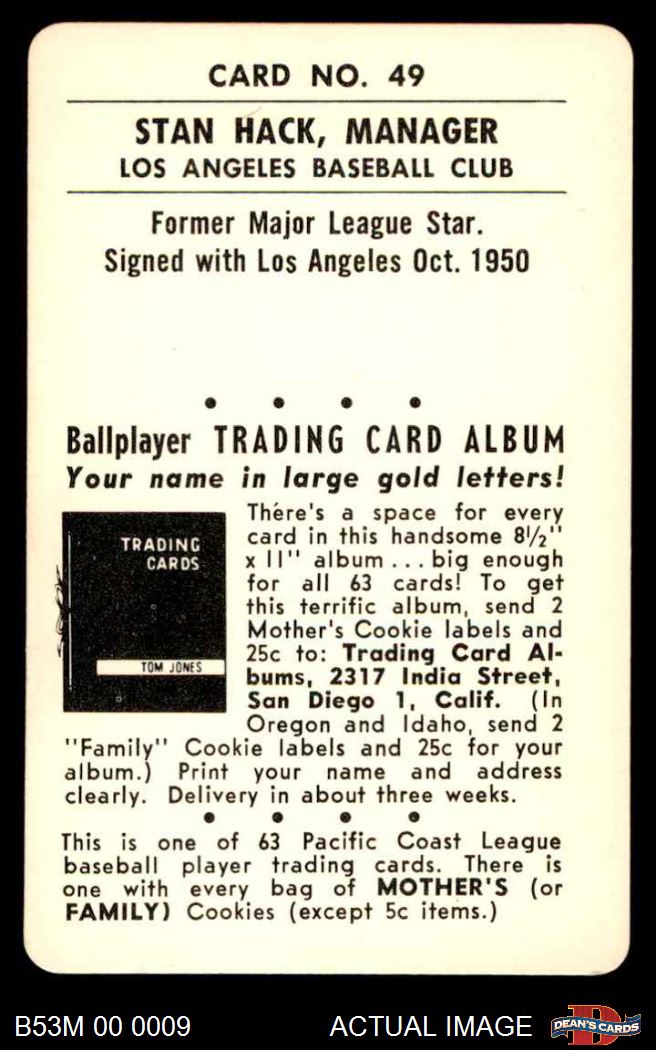 CARD NO. 49
STAN HACK, MANAGER
LOS ANGELES BASEBALL CLUB
Former Major League Star.
Signed with Los Angeles Oct. 1950
• • • •
Ballplayer TRADING CARD ALBUM
Your name in large gold letters!
TRADING
CARDS
TOM JONES
There's a space for every
card in this handsome 8½"
x 11" album ... big enough
for all 63 cards! To get
this terrific album, send 2
Mother's Cookie labels and
25c to: Trading Card Al-
bums, 2317 India Street,
San Diego 1, Calif. (In
Oregon and Idaho, send 2
"Family" Cookie labels and 25c for your
album.) Print your name and address
clearly. Delivery in about three weeks.
• • • •
This is one of 63 Pacific Coast League
baseball player trading cards. There is
one with every bag of MOTHER'S (or
FAMILY) Cookies (except 5c items.)
B53M 00 0009
ACTUAL IMAGE
DEAN'S CARDS